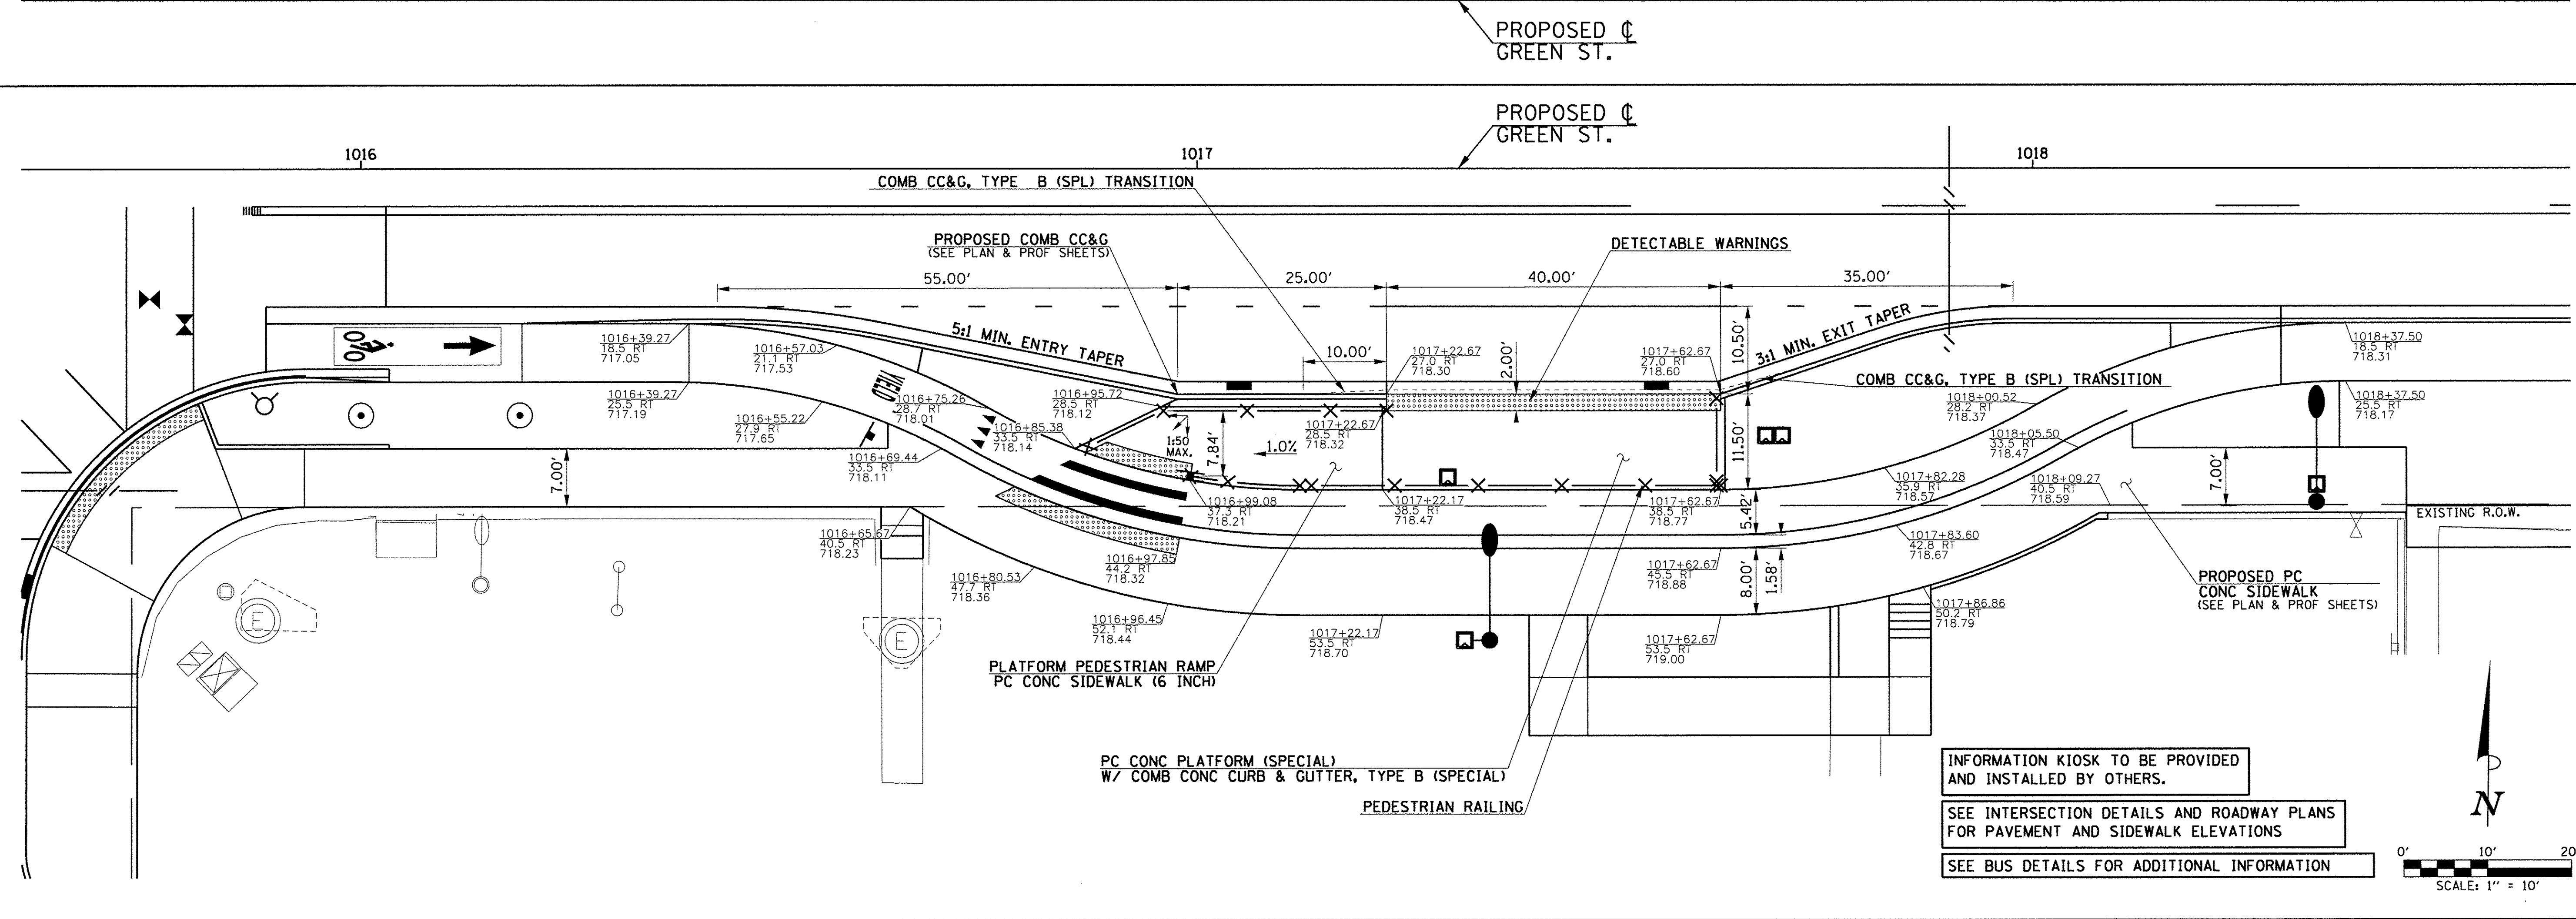 PROPOSED ℄
GREEN ST.
PROPOSED ℄
GREEN ST.
1016
1017
1018
COMB CC&G, TYPE B (SPL) TRANSITION
PROPOSED COMB CC&G
(SEE PLAN & PROF SHEETS)
DETECTABLE WARNINGS
55.00'
25.00'
40.00'
35.00'
5:1 MIN. ENTRY TAPER
3:1 MIN. EXIT TAPER
10.00'
2.00'
10.50'
COMB CC&G, TYPE B (SPL) TRANSITION
1016+39.27
18.5 RT
717.05
1016+57.03
21.1 RT
717.53
1017+22.67
27.0 RT
718.30
1017+62.67
27.0 RT
718.60
1018+37.50
18.5 RT
718.31
1016+39.27
25.5 RT
717.19
1016+55.22
27.9 RT
717.65
YIELD
1016+75.26
28.7 RT
718.01
1016+95.72
28.5 RT
718.12
1016+85.38
33.5 RT
718.14
1:50
MAX.
7.84'
1.0%
1017+22.67
28.5 RT
718.32
11.50'
1018+00.52
28.2 RT
718.37
1018+05.50
33.5 RT
718.47
1018+37.50
25.5 RT
718.17
7.00'
1016+69.44
33.5 RT
718.11
1016+99.08
37.3 RT
718.21
1017+22.17
38.5 RT
718.47
1017+62.67
38.5 RT
718.77
5.42'
1017+82.28
35.9 RT
718.57
1018+09.27
40.5 RT
718.59
7.00'
EXISTING R.O.W.
1016+65.67
40.5 RT
718.23
1016+97.85
44.2 RT
718.32
1016+80.53
47.7 RT
718.36
1017+62.67
45.5 RT
718.88
8.00'
1.58'
1017+83.60
42.8 RT
718.67
PROPOSED PC
CONC SIDEWALK
(SEE PLAN & PROF SHEETS)
1016+96.45
52.1 RT
718.44
1017+22.17
53.5 RT
718.70
1017+62.67
53.5 RT
719.00
1017+86.86
50.2 RT
718.79
E
E
PLATFORM PEDESTRIAN RAMP
PC CONC SIDEWALK (6 INCH)
PC CONC PLATFORM (SPECIAL)
W/ COMB CONC CURB & GUTTER, TYPE B (SPECIAL)
PEDESTRIAN RAILING
INFORMATION KIOSK TO BE PROVIDED
AND INSTALLED BY OTHERS.
SEE INTERSECTION DETAILS AND ROADWAY PLANS
FOR PAVEMENT AND SIDEWALK ELEVATIONS
SEE BUS DETAILS FOR ADDITIONAL INFORMATION
N
0' 10' 20
SCALE: 1" = 10'